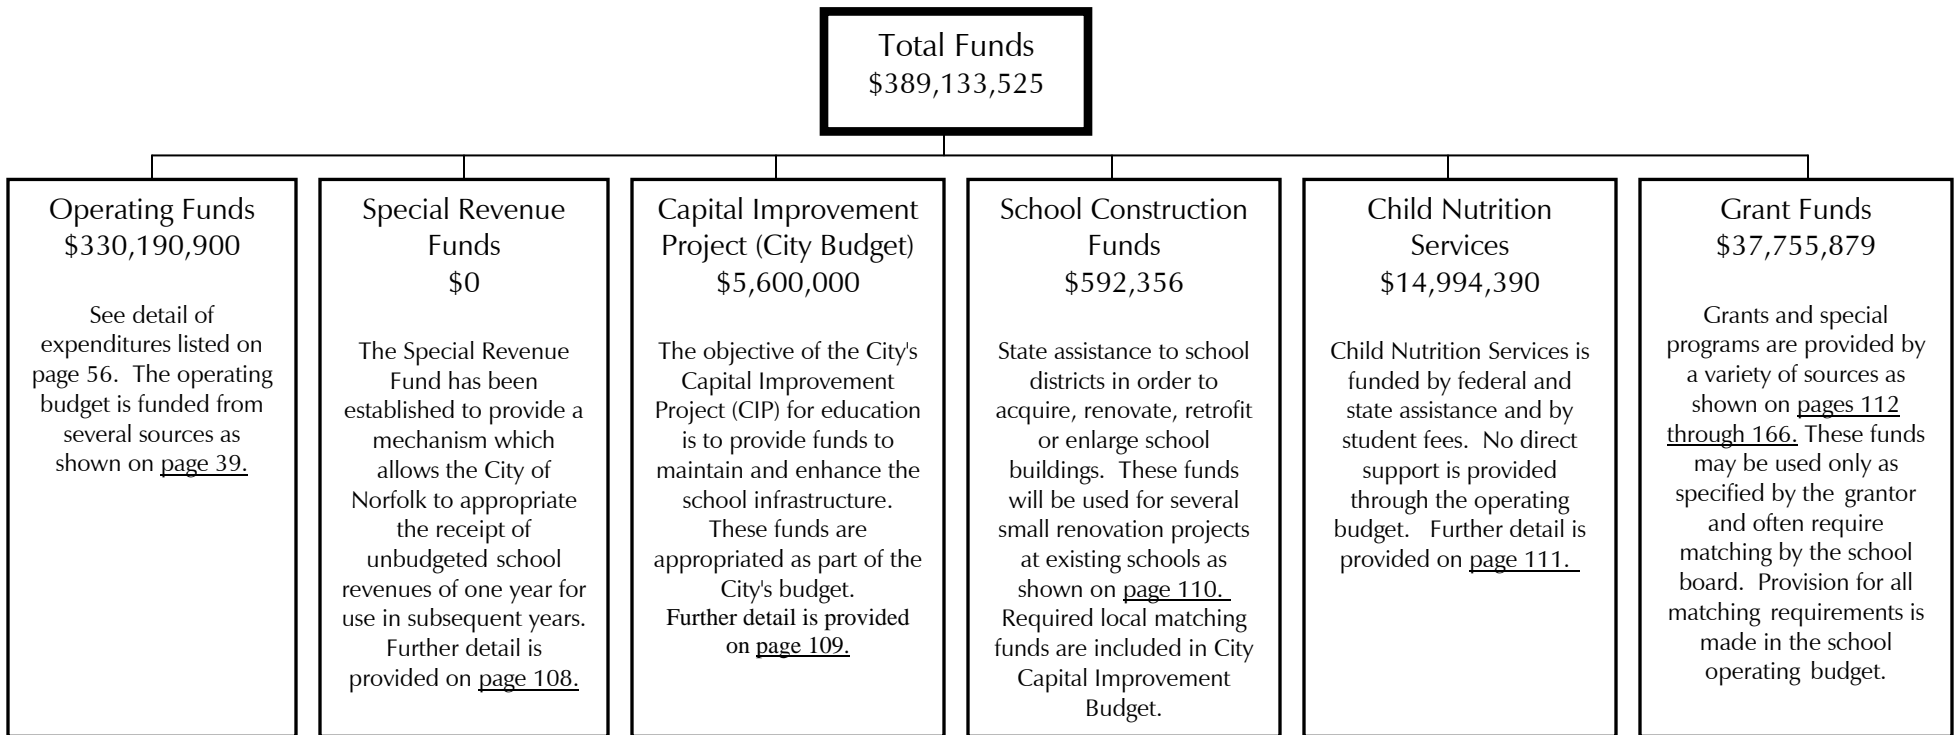 Total Funds
$389,133,525
Operating Funds
$330,190,900
See detail of
expenditures listed on
page 56.  The operating
budget is funded from
several sources as
shown on page 39.
Special Revenue
Funds
$0
The Special Revenue
Fund has been
established to provide a
mechanism which
allows the City of
Norfolk to appropriate
the receipt of
unbudgeted school
revenues of one year for
use in subsequent years.
Further detail is
provided on page 108.
Capital Improvement
Project (City Budget)
$5,600,000
The objective of the City's
Capital Improvement
Project (CIP) for education
is to provide funds to
maintain and enhance the
school infrastructure.
These funds are
appropriated as part of the
City's budget.
Further detail is provided
on page 109.
School Construction
Funds
$592,356
State assistance to school
districts in order to
acquire, renovate, retrofit
or enlarge school
buildings.  These funds
will be used for several
small renovation projects
at existing schools as
shown on page 110.
Required local matching
funds are included in City
Capital Improvement
Budget.
Child Nutrition
Services
$14,994,390
Child Nutrition Services is
funded by federal and
state assistance and by
student fees.  No direct
support is provided
through the operating
budget.   Further detail is
provided on page 111.
Grant Funds
$37,755,879
Grants and special
programs are provided by
a variety of sources as
shown on pages 112
through 166. These funds
may be used only as
specified by the grantor
and often require
matching by the school
board.  Provision for all
matching requirements is
made in the school
operating budget.